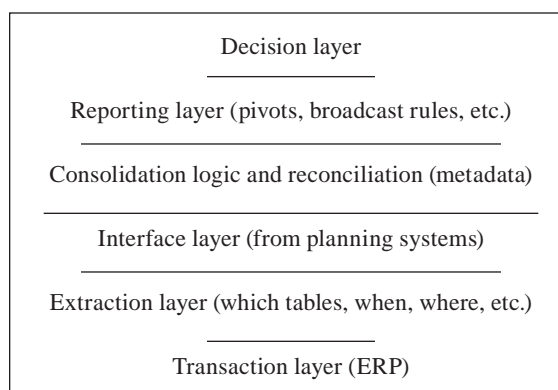 Decision layer
Reporting layer (pivots, broadcast rules, etc.)
Consolidation logic and reconciliation (metadata)
Interface layer (from planning systems)
Extraction layer (which tables, when, where, etc.)
Transaction layer (ERP)